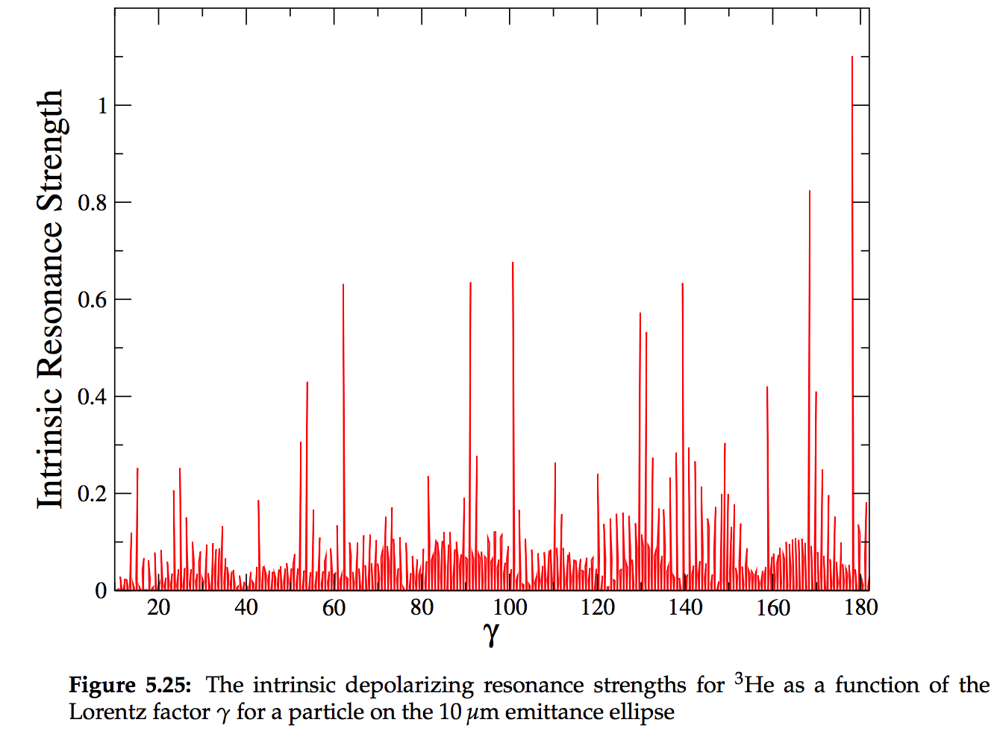 Intrinsic Resonance Strength
1
0.8
0.6
0.4
0.2
0
20 40 60 80 100 120 140 160 180
γ
Figure 5.25: The intrinsic depolarizing resonance strengths for ³He as a function of the
Lorentz factor γ for a particle on the 10 μm emittance ellipse